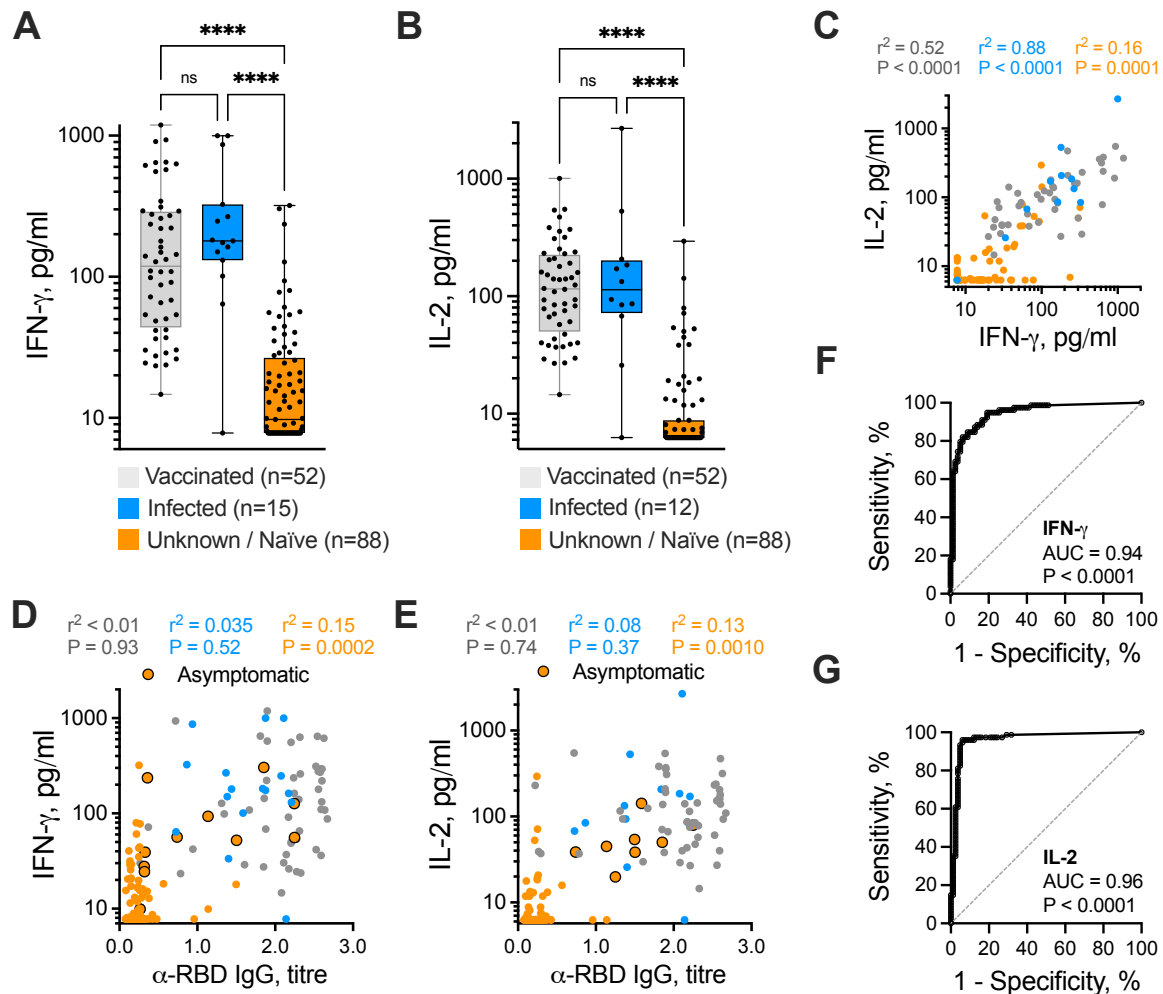 A
****
ns
****
IFN-γ, pg/ml
1000
100
10
Vaccinated (n=52)
Infected (n=15)
Unknown / Naïve (n=88)
B
****
ns
****
IL-2, pg/ml
1000
100
10
Vaccinated (n=52)
Infected (n=12)
Unknown / Naïve (n=88)
C
r² = 0.52 r² = 0.88 r² = 0.16
P < 0.0001 P < 0.0001 P = 0.0001
IL-2, pg/ml
1000
100
10
10 100 1000
IFN-γ, pg/ml
D
r² < 0.01 r² = 0.035 r² = 0.15
P = 0.93 P = 0.52 P = 0.0002
Asymptomatic
IFN-γ, pg/ml
1000
100
10
0.0 1.0 2.0 3.0
α-RBD IgG, titre
E
r² < 0.01 r² = 0.08 r² = 0.13
P = 0.74 P = 0.37 P = 0.0010
Asymptomatic
IL-2, pg/ml
1000
100
10
0.0 1.0 2.0 3.0
α-RBD IgG, titre
F
Sensitivity, %
100
80
60
40
20
0
IFN-γ
AUC = 0.94
P < 0.0001
0 20 40 60 80 100
1 - Specificity, %
G
Sensitivity, %
100
80
60
40
20
0
IL-2
AUC = 0.96
P < 0.0001
0 20 40 60 80 100
1 - Specificity, %